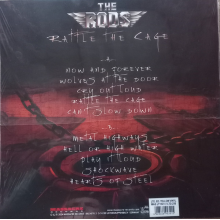 THE
RODS
RATTLE THE CAGE
-A-
NOW AND FOREVER
WOLVES AT THE DOOR
CRY OUT LOUD
RATTLE THE CAGE
CAN'T SLOW DOWN
-B-
METAL HIGHWAYS
HELL OR HIGH WATER
PLAY IT LOUD
SHOCKWAVE
HEARTS OF STEEL